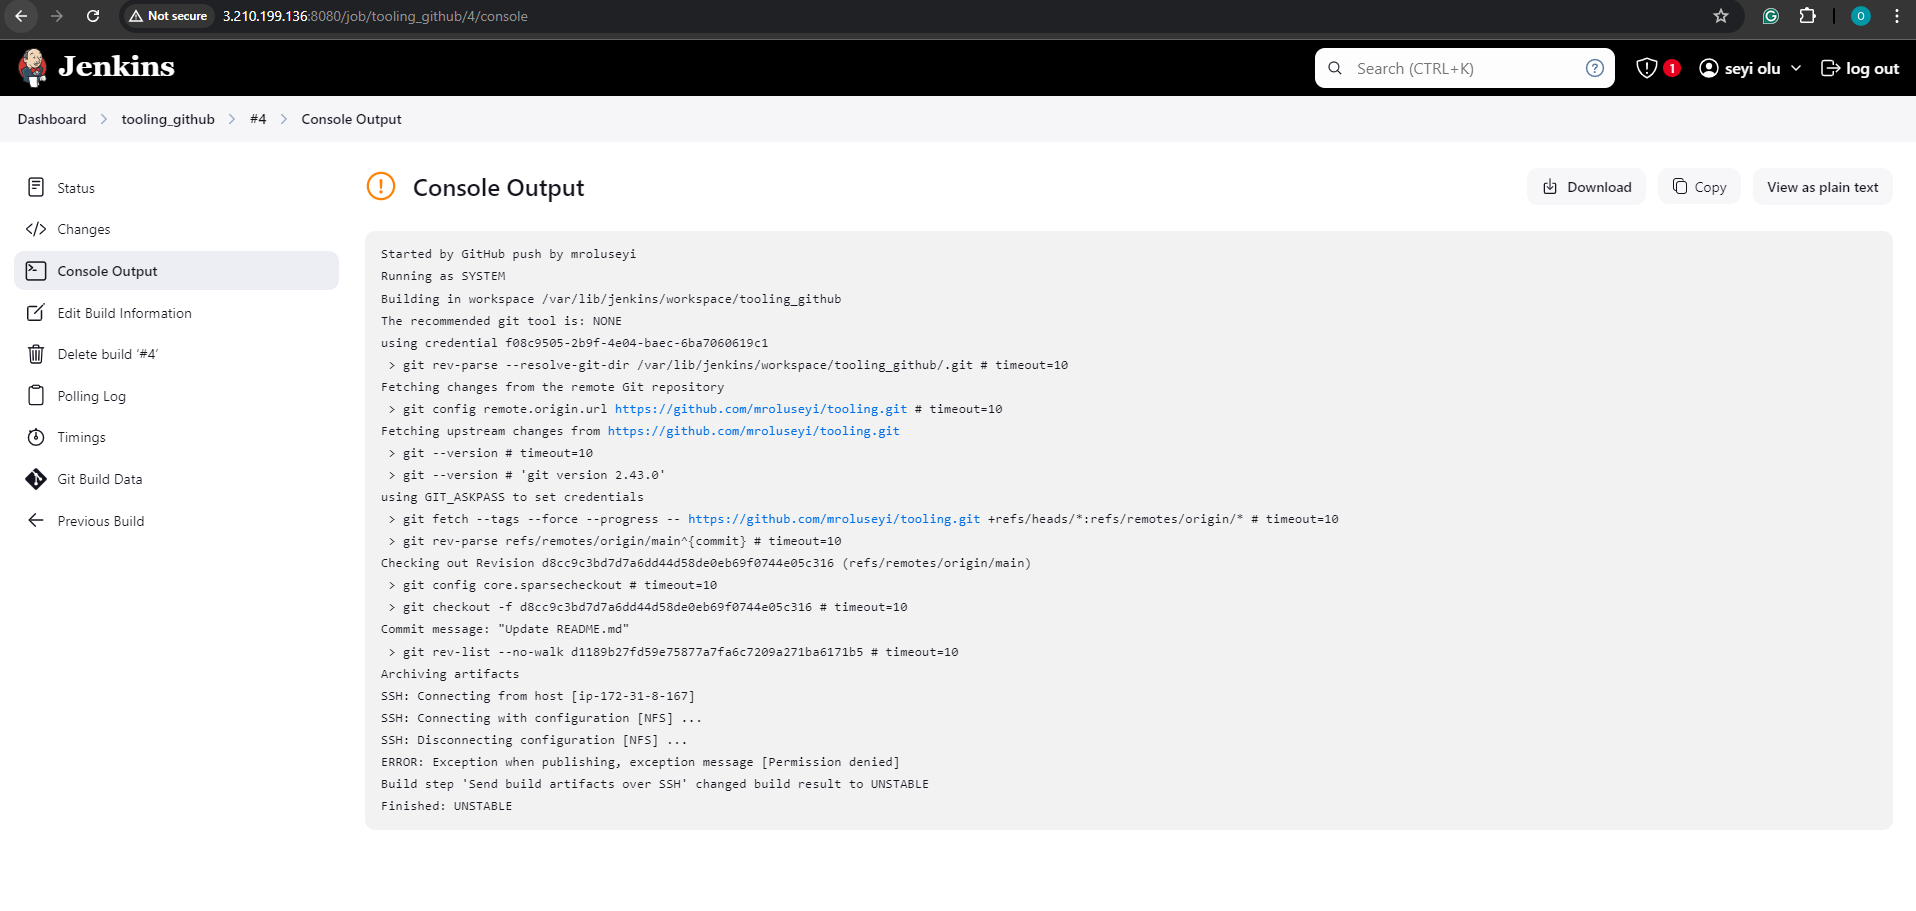 Not secure 3.210.199.136:8080/job/tooling_github/4/console
O
Jenkins
Search (CTRL+K)
?
1
seyi olu
log out
Dashboard > tooling_github > #4 > Console Output
Status
Changes
Console Output
Edit Build Information
Delete build ‘#4’
Polling Log
Timings
Git Build Data
Previous Build
Console Output
Download
Copy
View as plain text
Started by GitHub push by mroluseyi
Running as SYSTEM
Building in workspace /var/lib/jenkins/workspace/tooling_github
The recommended git tool is: NONE
using credential f08c9505-2b9f-4e04-baec-6ba7060619c1
> git rev-parse --resolve-git-dir /var/lib/jenkins/workspace/tooling_github/.git # timeout=10
Fetching changes from the remote Git repository
> git config remote.origin.url https://github.com/mroluseyi/tooling.git # timeout=10
Fetching upstream changes from https://github.com/mroluseyi/tooling.git
> git --version # timeout=10
> git --version # 'git version 2.43.0'
using GIT_ASKPASS to set credentials
> git fetch --tags --force --progress -- https://github.com/mroluseyi/tooling.git +refs/heads/*:refs/remotes/origin/* # timeout=10
> git rev-parse refs/remotes/origin/main^{commit} # timeout=10
Checking out Revision d8cc9c3bd7d7a6dd44d58de0eb69f0744e05c316 (refs/remotes/origin/main)
> git config core.sparsecheckout # timeout=10
> git checkout -f d8cc9c3bd7d7a6dd44d58de0eb69f0744e05c316 # timeout=10
Commit message: "Update README.md"
> git rev-list --no-walk d1189b27fd59e75877a7fa6c7209a271ba6171b5 # timeout=10
Archiving artifacts
SSH: Connecting from host [ip-172-31-8-167]
SSH: Connecting with configuration [NFS] ...
SSH: Disconnecting configuration [NFS] ...
ERROR: Exception when publishing, exception message [Permission denied]
Build step 'Send build artifacts over SSH' changed build result to UNSTABLE
Finished: UNSTABLE